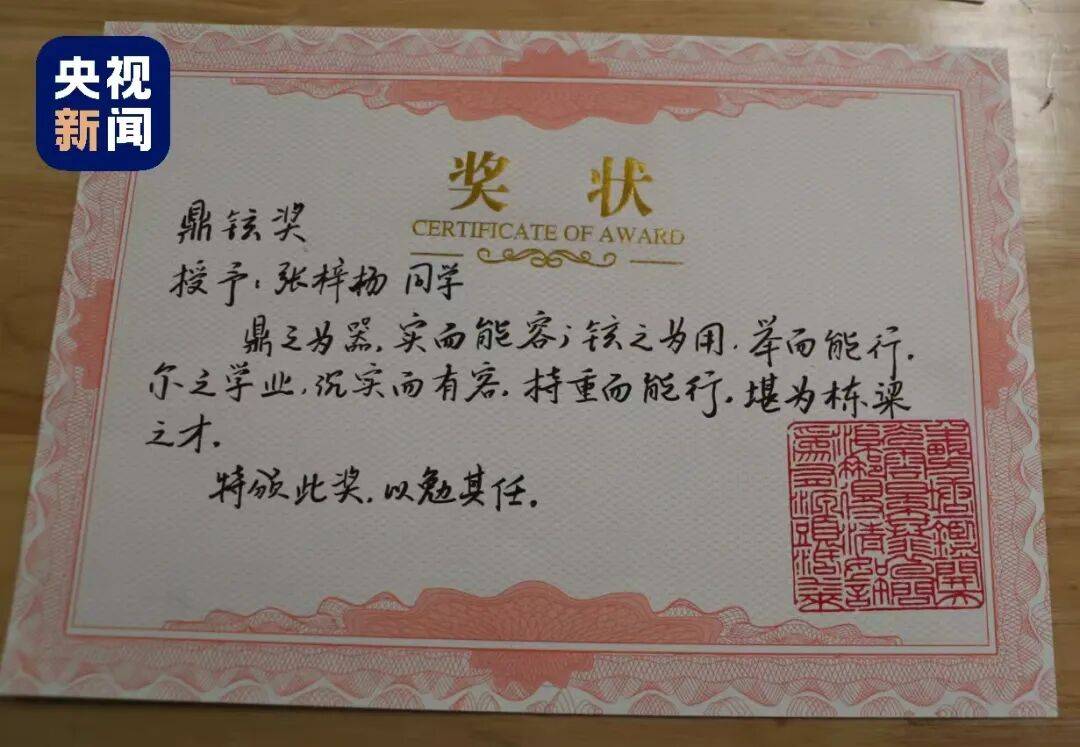 央视
新闻
奖 状
CERTIFICATE OF AWARD
鼎铉奖
授予:张梓杨 同学
鼎之为器,实而能容;铉之为用,举而能行.
尔之学业,沉实而有容,持重而能行,堪为栋梁
之才.
特颁此奖,以勉其任.